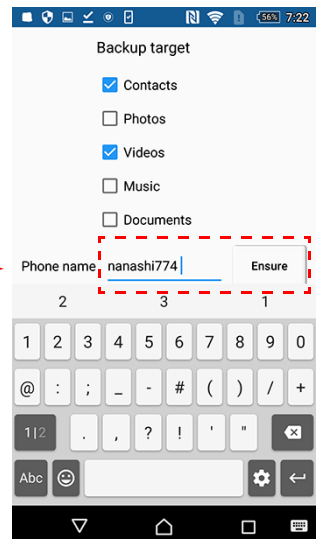 56% 7:22
Backup target
Contacts
Photos
Videos
Music
Documents
Phone name nanashi774 Ensure
2 3 1
1 2 3 4 5 6 7 8 9 0
@ : ; _ - # ( ) / +
1|2 . , ? ! ' "
Abc